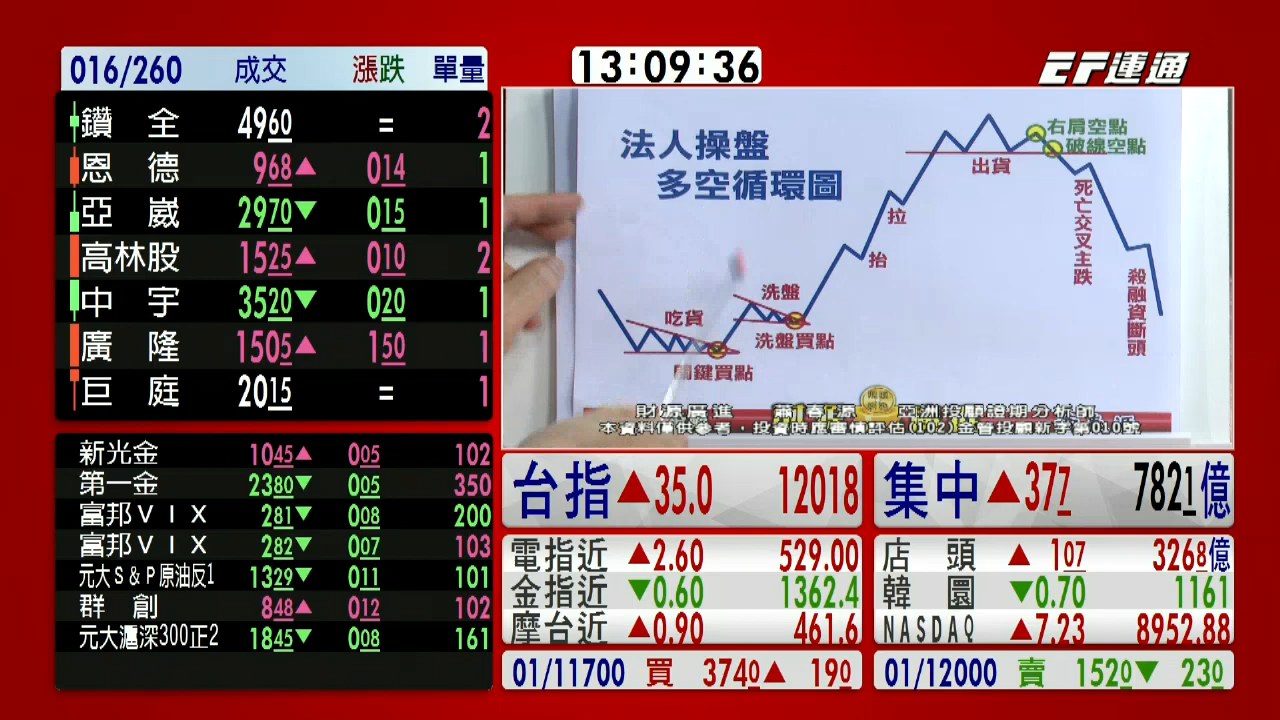 016/260 成交 漲跌 單量
13:09:36
EF運通
鑽 全 4960 = 2
恩 德 968▲ 014 1
亞 崴 2970▼ 015 1
高林股 1525▲ 010 2
中 宇 3520▼ 020 1
廣 隆 1505▲ 150 1
巨 庭 2015 = 1
新光金 1045▲ 005 102
第一金 2380▼ 005 350
富邦VIX 281▼ 008 200
富邦VIX 282▼ 007 103
元大S&P原油反1 1329▼ 011 101
群 創 848▲ 012 102
元大滬深300正2 1845▼ 008 161
法人操盤
多空循環圖
右肩空點
破線空點
出貨
死亡交叉主跌
拉
抬
殺融資斷頭
洗盤
吃貨
洗盤買點
關鍵買點
財源廣進 蕭春源 亞洲投顧證期分析師
本資料僅供參考,投資時應審慎評估(102)金管投顧新字第010號
台指▲35.0 12018
集中▲377 7821億
電指近▲2.60 529.00
金指近▼0.60 1362.4
摩台近▲0.90 461.6
店 頭▲107 3268億
韓 圜▼0.70 1161
NASDAQ▲7.23 8952.88
01/11700 買 3740▲ 190
01/12000 賣 1520▼ 230